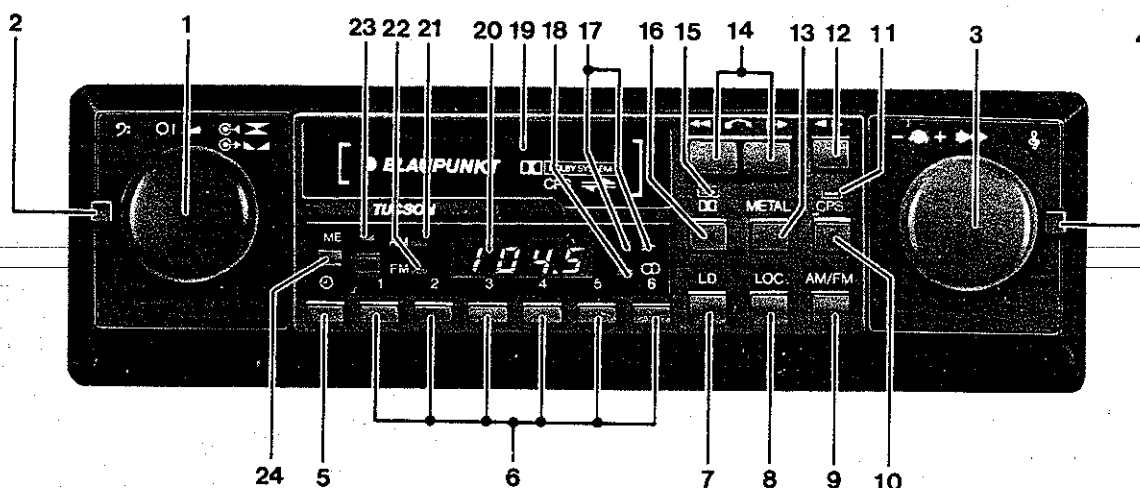 2 1 23 22 21 20 19 18 17 16 15 14 13 12 11 3
BLAUPUNKT
DOLBY SYSTEM
TUCSON
METAL CPS
ME
FM
104.5
CD
LD LOC AM/FM
1 2 3 4 5 6
24 5 6 7 8 9 10